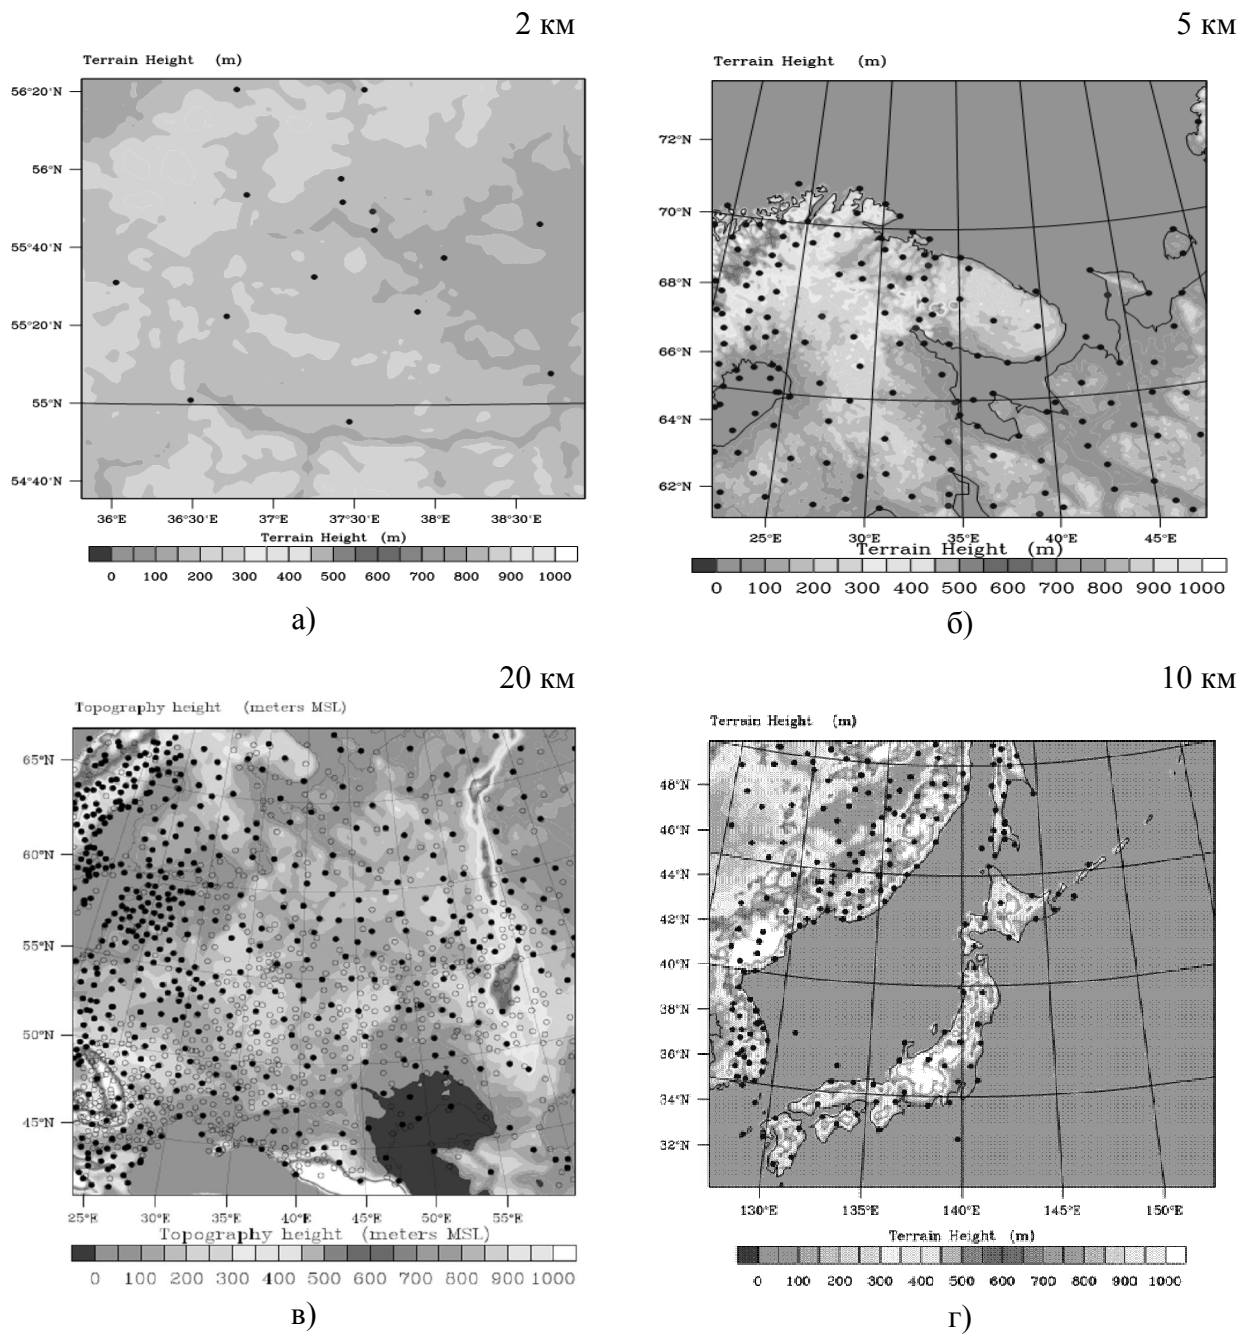 2 км
Terrain Height (m)
56°20'N
56°N
55°40'N
55°20'N
55°N
54°40'N
36°E 36°30'E 37°E 37°30'E 38°E 38°30'E
Terrain Height (m)
0 100 200 300 400 500 600 700 800 900 1000
а)
5 км
Terrain Height (m)
72°N
70°N
68°N
66°N
64°N
62°N
25°E 30°E 35°E 40°E 45°E
Terrain Height (m)
0 100 200 300 400 500 600 700 800 900 1000
б)
20 км
Topography height (meters MSL)
65°N
60°N
55°N
50°N
45°N
25°E 30°E 35°E 40°E 45°E 50°E 55°E
Topography height (meters MSL)
0 100 200 300 400 500 600 700 800 900 1000
в)
10 км
Terrain Height (m)
48°N
46°N
44°N
42°N
40°N
38°N
36°N
34°N
32°N
130°E 135°E 140°E 145°E 150°E
Terrain Height (m)
0 100 200 300 400 500 600 700 800 900 1000
г)